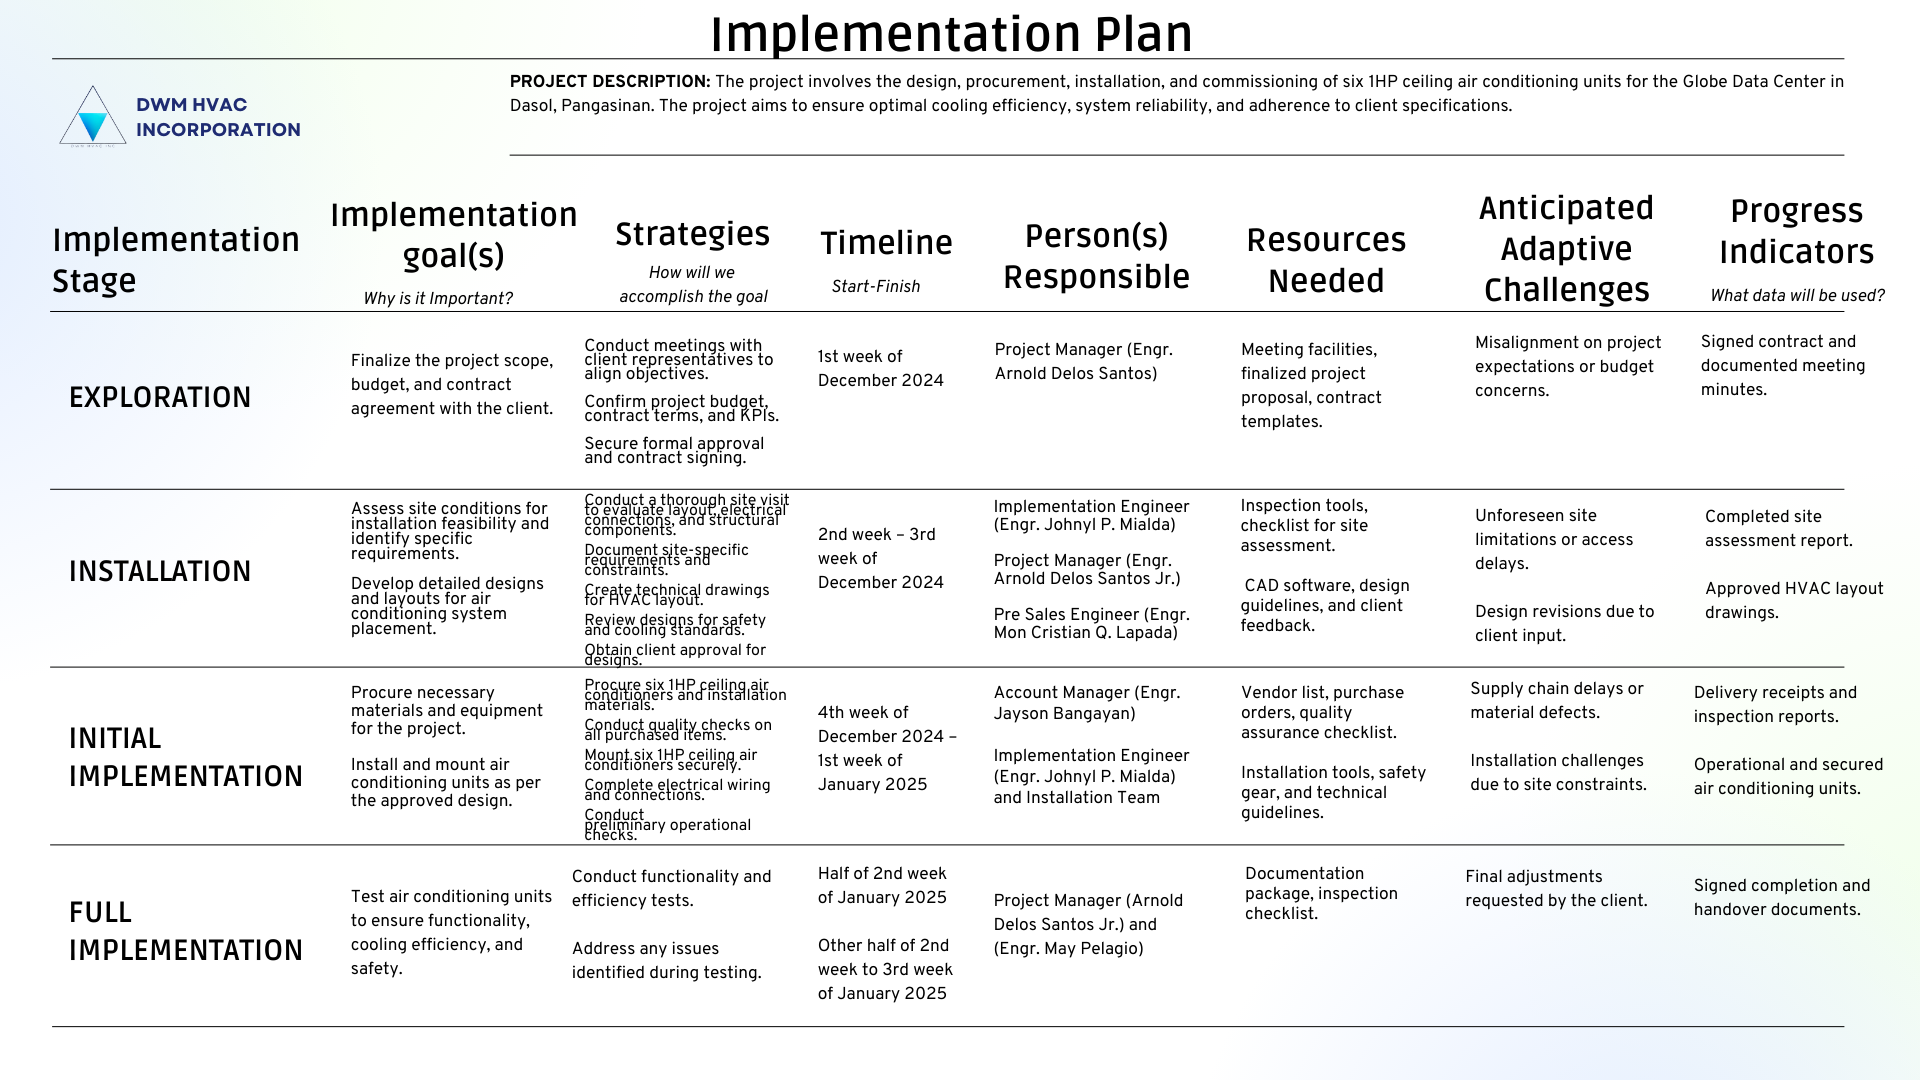 Implementation Plan
DWM HVAC
INCORPORATION
PROJECT DESCRIPTION: The project involves the design, procurement, installation, and commissioning of six 1HP ceiling air conditioning units for the Globe Data Center in
Dasol, Pangasinan. The project aims to ensure optimal cooling efficiency, system reliability, and adherence to client specifications.
Implementation
Stage
Implementation
goal(s)
Why is it Important?
Strategies
How will we
accomplish the goal
Timeline
Start-Finish
Person(s)
Responsible
Resources
Needed
Anticipated
Adaptive
Challenges
Progress
Indicators
What data will be used?
EXPLORATION
Finalize the project scope,
budget, and contract
agreement with the client.
Conduct meetings with
client representatives to
align objectives.
Confirm project budget,
contract terms, and KPIs.
Secure formal approval
and contract signing.
1st week of
December 2024
Project Manager (Engr.
Arnold Delos Santos)
Meeting facilities,
finalized project
proposal, contract
templates.
Misalignment on project
expectations or budget
concerns.
Signed contract and
documented meeting
minutes.
INSTALLATION
Assess site conditions for
installation feasibility and
identify specific
requirements.
Develop detailed designs
and layouts for air
conditioning system
placement.
Conduct a thorough site visit
to evaluate layout, electrical
connections, and structural
components.
Document site-specific
requirements and
constraints.
Create technical drawings
for HVAC layout.
Review designs for safety
and cooling standards.
Obtain client approval for
designs.
2nd week – 3rd
week of
December 2024
Implementation Engineer
(Engr. Johnyl P. Mialda)
Project Manager (Engr.
Arnold Delos Santos Jr.)
Pre Sales Engineer (Engr.
Mon Cristian Q. Lapada)
Inspection tools,
checklist for site
assessment.
CAD software, design
guidelines, and client
feedback.
Unforeseen site
limitations or access
delays.
Design revisions due to
client input.
Completed site
assessment report.
Approved HVAC layout
drawings.
INITIAL
IMPLEMENTATION
Procure necessary
materials and equipment
for the project.
Install and mount air
conditioning units as per
the approved design.
Procure six 1HP ceiling air
conditioners and installation
materials.
Conduct quality checks on
all purchased items.
Mount six 1HP ceiling air
conditioners securely.
Complete electrical wiring
and connections.
Conduct
preliminary operational
checks.
4th week of
December 2024 –
1st week of
January 2025
Account Manager (Engr.
Jayson Bangayan)
Implementation Engineer
(Engr. Johnyl P. Mialda)
and Installation Team
Vendor list, purchase
orders, quality
assurance checklist.
Installation tools, safety
gear, and technical
guidelines.
Supply chain delays or
material defects.
Installation challenges
due to site constraints.
Delivery receipts and
inspection reports.
Operational and secured
air conditioning units.
FULL
IMPLEMENTATION
Test air conditioning units
to ensure functionality,
cooling efficiency, and
safety.
Conduct functionality and
efficiency tests.
Address any issues
identified during testing.
Half of 2nd week
of January 2025
Other half of 2nd
week to 3rd week
of January 2025
Project Manager (Arnold
Delos Santos Jr.) and
(Engr. May Pelagio)
Documentation
package, inspection
checklist.
Final adjustments
requested by the client.
Signed completion and
handover documents.